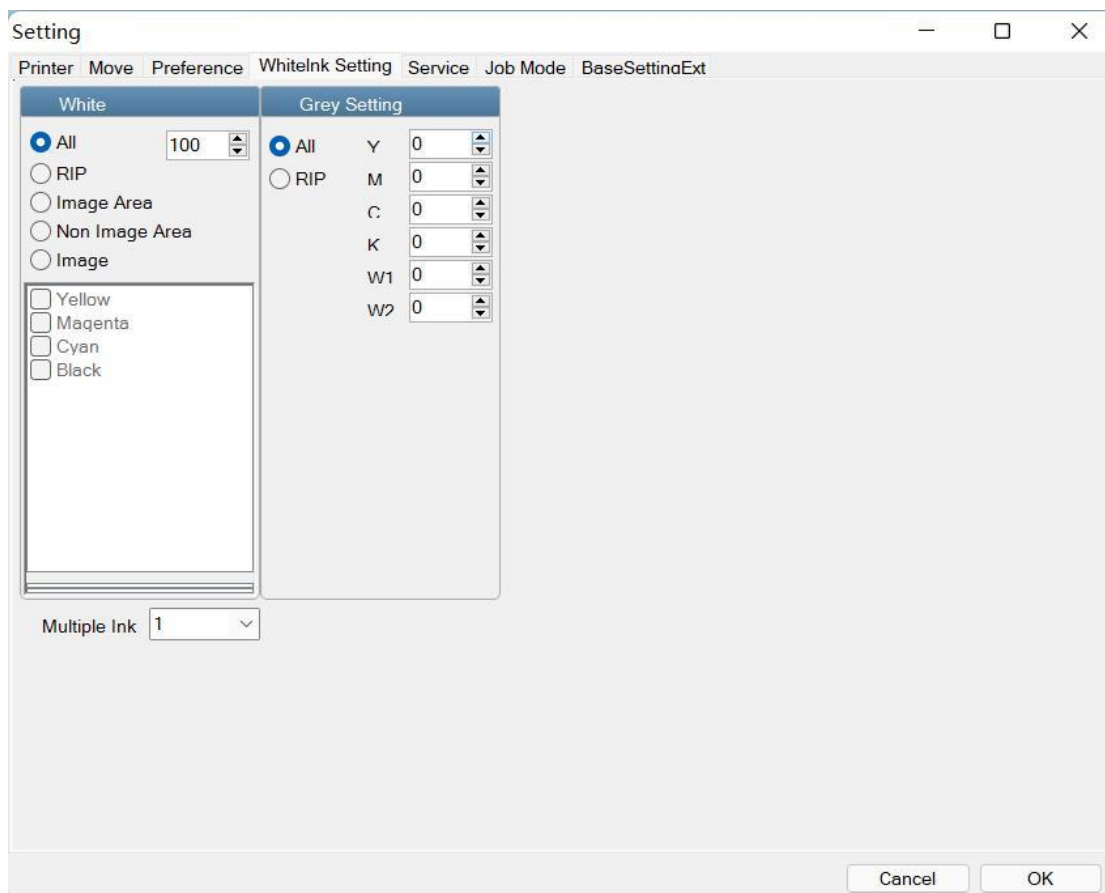 Setting
Printer Move Preference WhiteInk Setting Service Job Mode BaseSettingExt
White
All 100
RIP
Image Area
Non Image Area
Image
Yellow
Magenta
Cyan
Black
Multiple Ink 1
Grey Setting
All Y 0
RIP M 0
C 0
K 0
W1 0
W2 0
Cancel OK